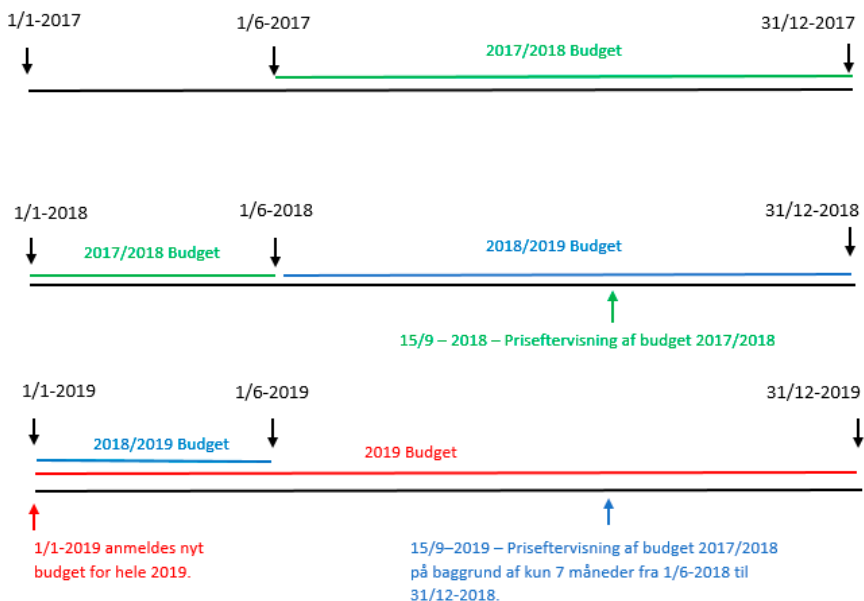 1/1-2017 1/6-2017 31/12-2017
2017/2018 Budget
1/1-2018 1/6-2018 31/12-2018
2017/2018 Budget 2018/2019 Budget
15/9 – 2018 – Priseftervisning af budget 2017/2018
1/1-2019 1/6-2019 31/12-2019
2018/2019 Budget 2019 Budget
1/1-2019 anmeldes nyt
budget for hele 2019.
15/9–2019 – Priseftervisning af budget 2017/2018
på baggrund af kun 7 måneder fra 1/6-2018 til
31/12-2018.